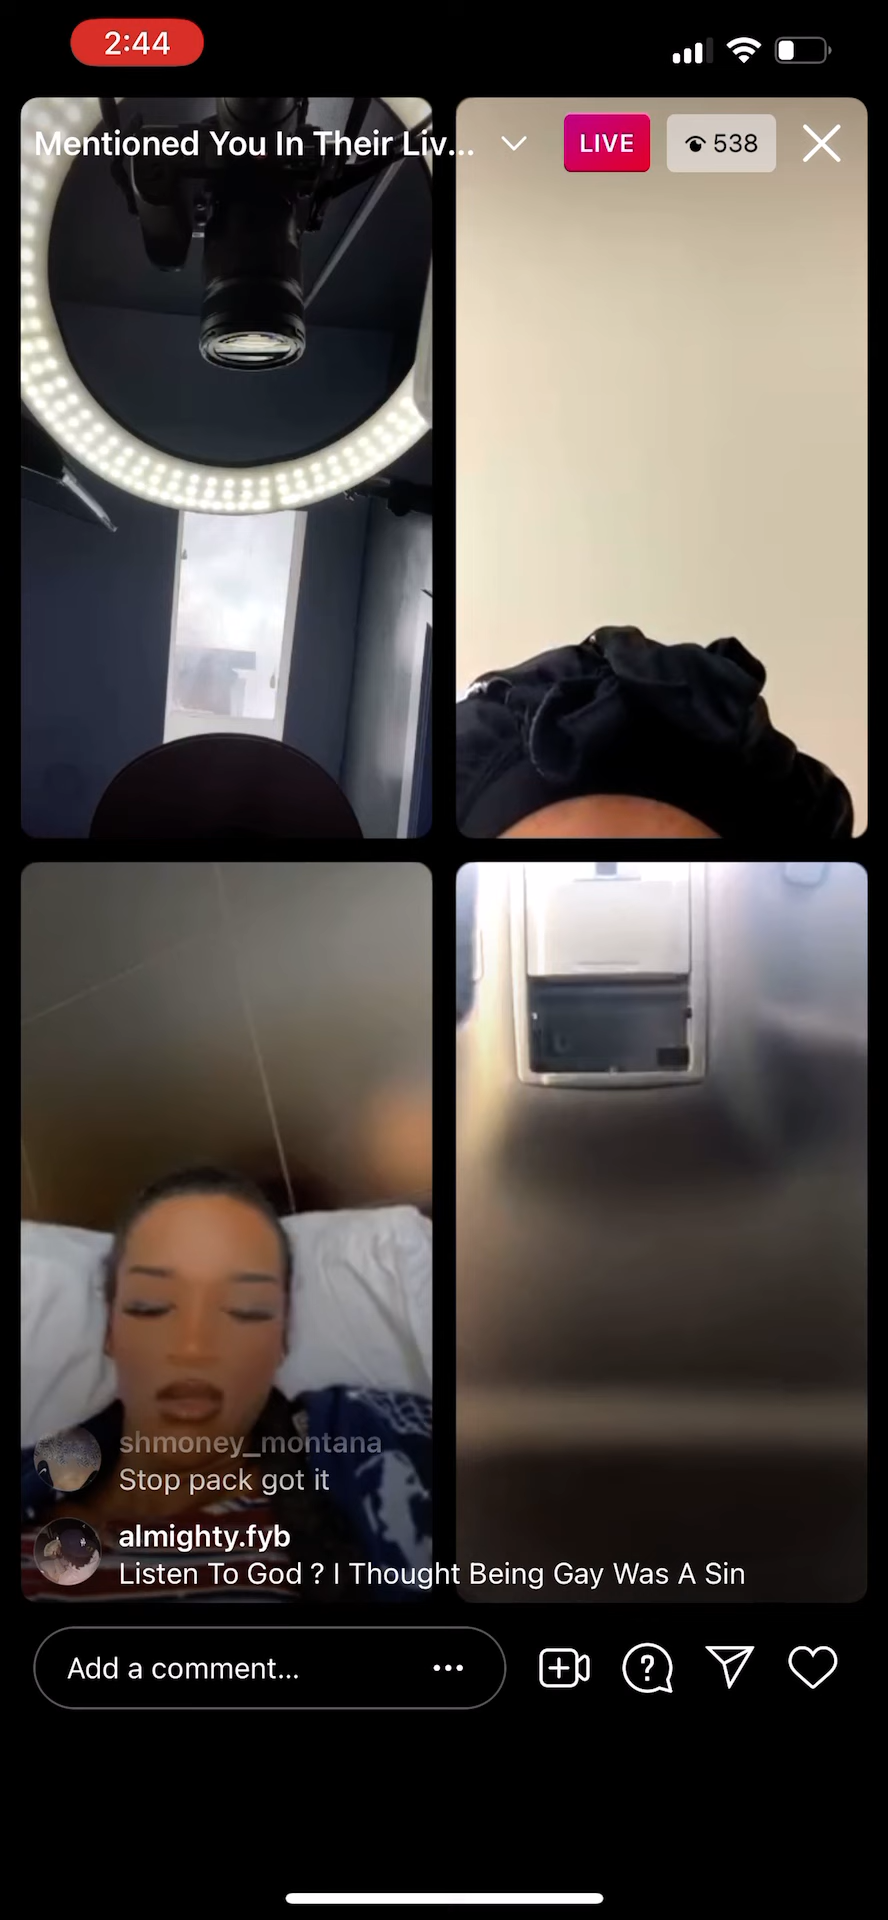 2:44
Mentioned You In Their Liv...
LIVE
538
shmoney_montana
Stop pack got it
almighty.fyb
Listen To God ? I Thought Being Gay Was A Sin
Add a comment...